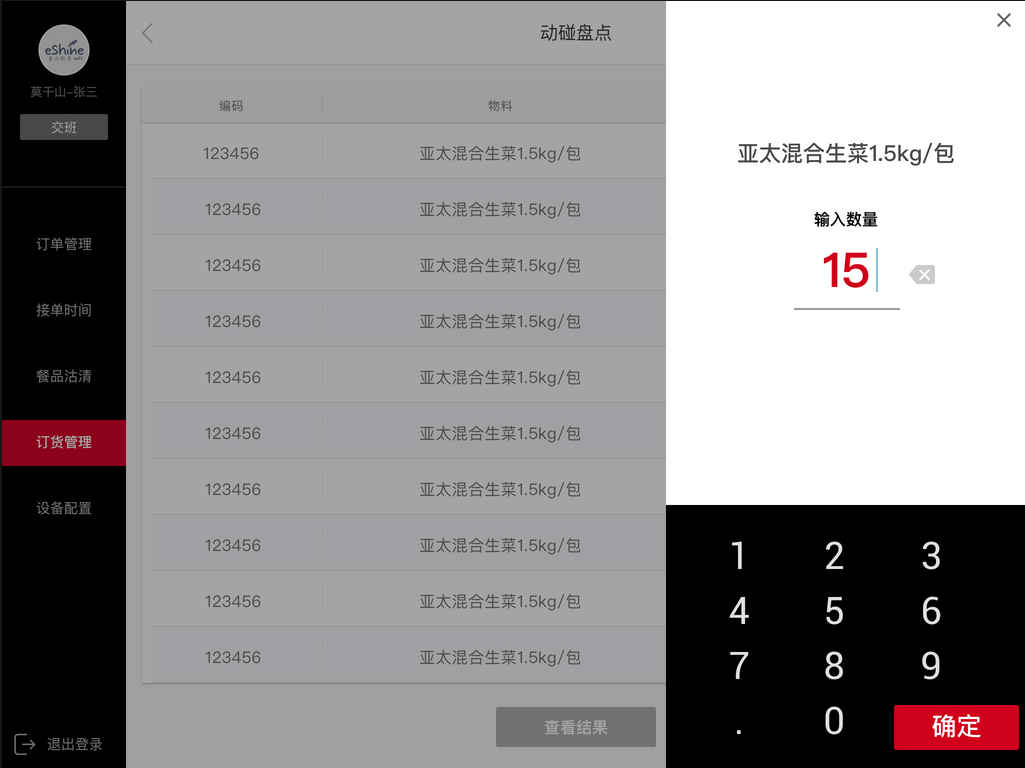 eShine
莫干山-张三
交班
订单管理
接单时间
餐品沽清
订货管理
设备配置
退出登录
动碰盘点
编码 物料
123456 亚太混合生菜1.5kg/包
123456 亚太混合生菜1.5kg/包
123456 亚太混合生菜1.5kg/包
123456 亚太混合生菜1.5kg/包
123456 亚太混合生菜1.5kg/包
123456 亚太混合生菜1.5kg/包
123456 亚太混合生菜1.5kg/包
123456 亚太混合生菜1.5kg/包
123456 亚太混合生菜1.5kg/包
123456 亚太混合生菜1.5kg/包
查看结果
亚太混合生菜1.5kg/包
输入数量
15
1 2 3
4 5 6
7 8 9
. 0 确定